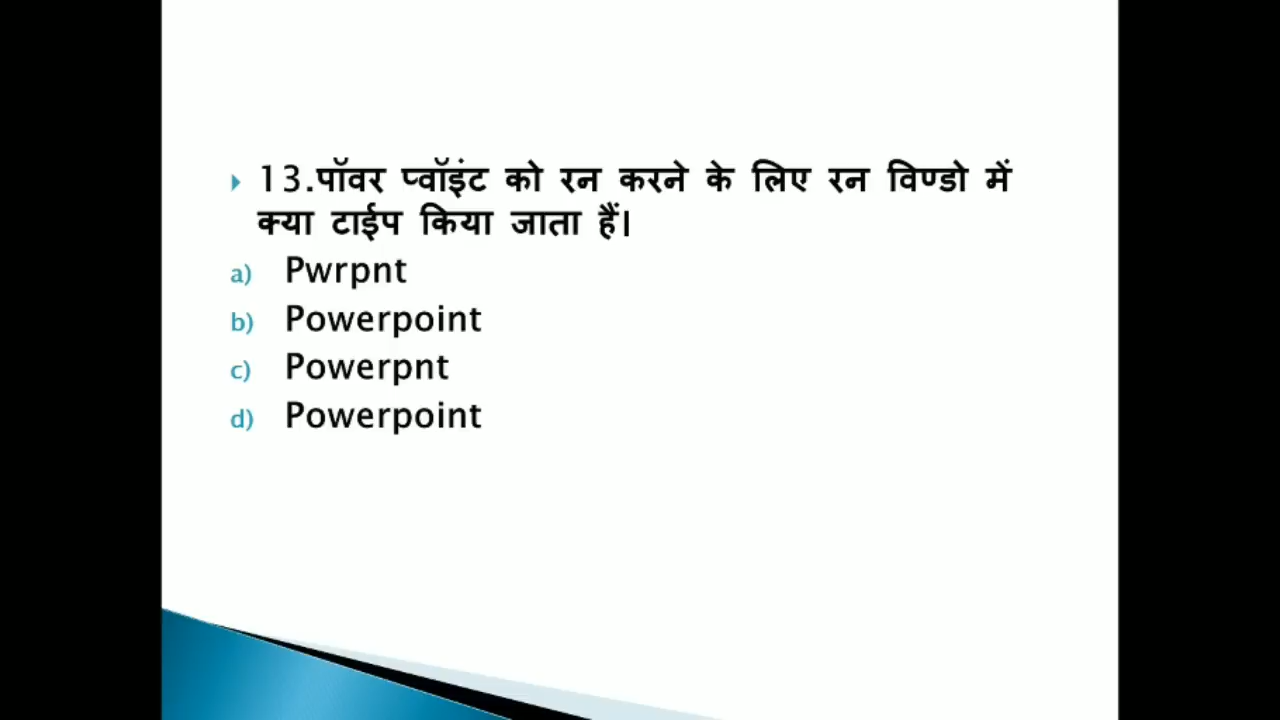 13.पॉवर प्वॉइंट को रन करने के लिए रन विण्डो में
क्या टाईप किया जाता हैं।
a) Pwrpnt
b) Powerpoint
c) Powerpnt
d) Powerpoint